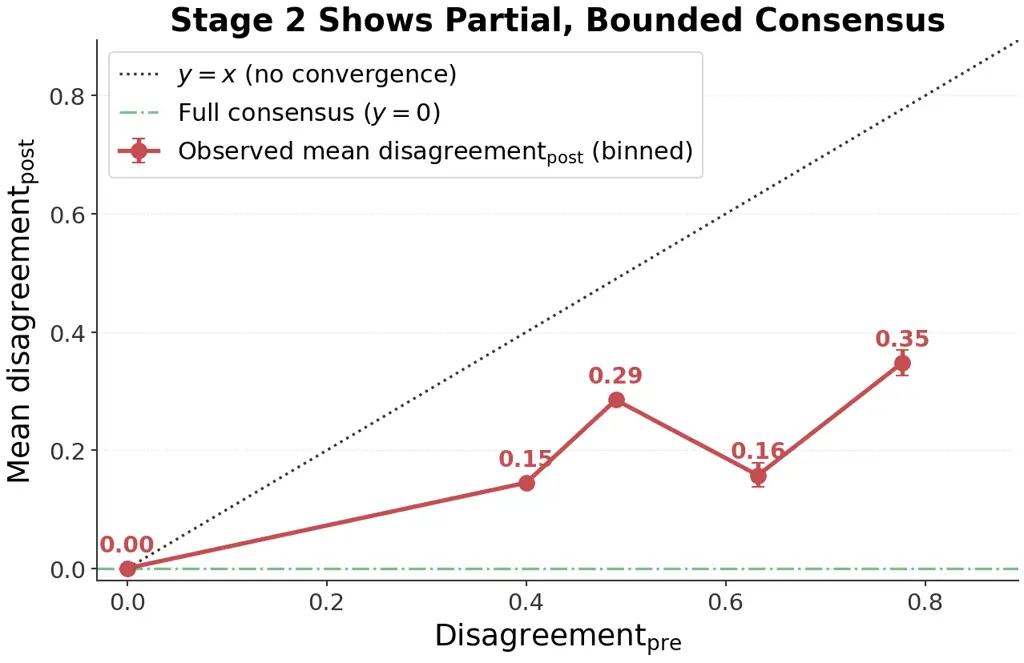 Stage 2 Shows Partial, Bounded Consensus
y = x (no convergence)
Full consensus (y = 0)
Observed mean disagreement_post (binned)
Mean disagreement_post
0.8
0.6
0.4
0.2
0.0
0.00
0.15
0.29
0.16
0.35
0.0 0.2 0.4 0.6 0.8
Disagreement_pre